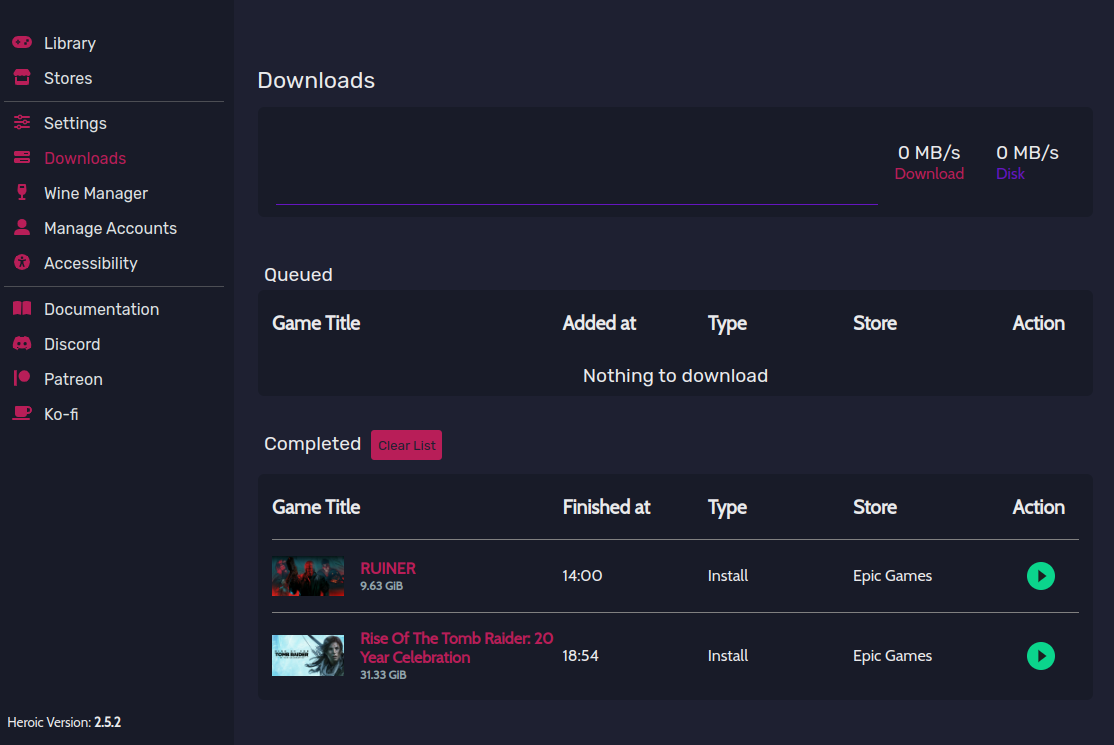 Library
Stores
Settings
Downloads
Wine Manager
Manage Accounts
Accessibility
Documentation
Discord
Patreon
Ko-fi
Heroic Version: 2.5.2
Downloads
0 MB/s 0 MB/s
Download Disk
Queued
Game Title Added at Type Store Action
Nothing to download
Completed Clear List
Game Title Finished at Type Store Action
RUINER
9.63 GiB
14:00 Install Epic Games
TOMB RAIDER
Rise Of The Tomb Raider: 20
Year Celebration
31.33 GiB
18:54 Install Epic Games